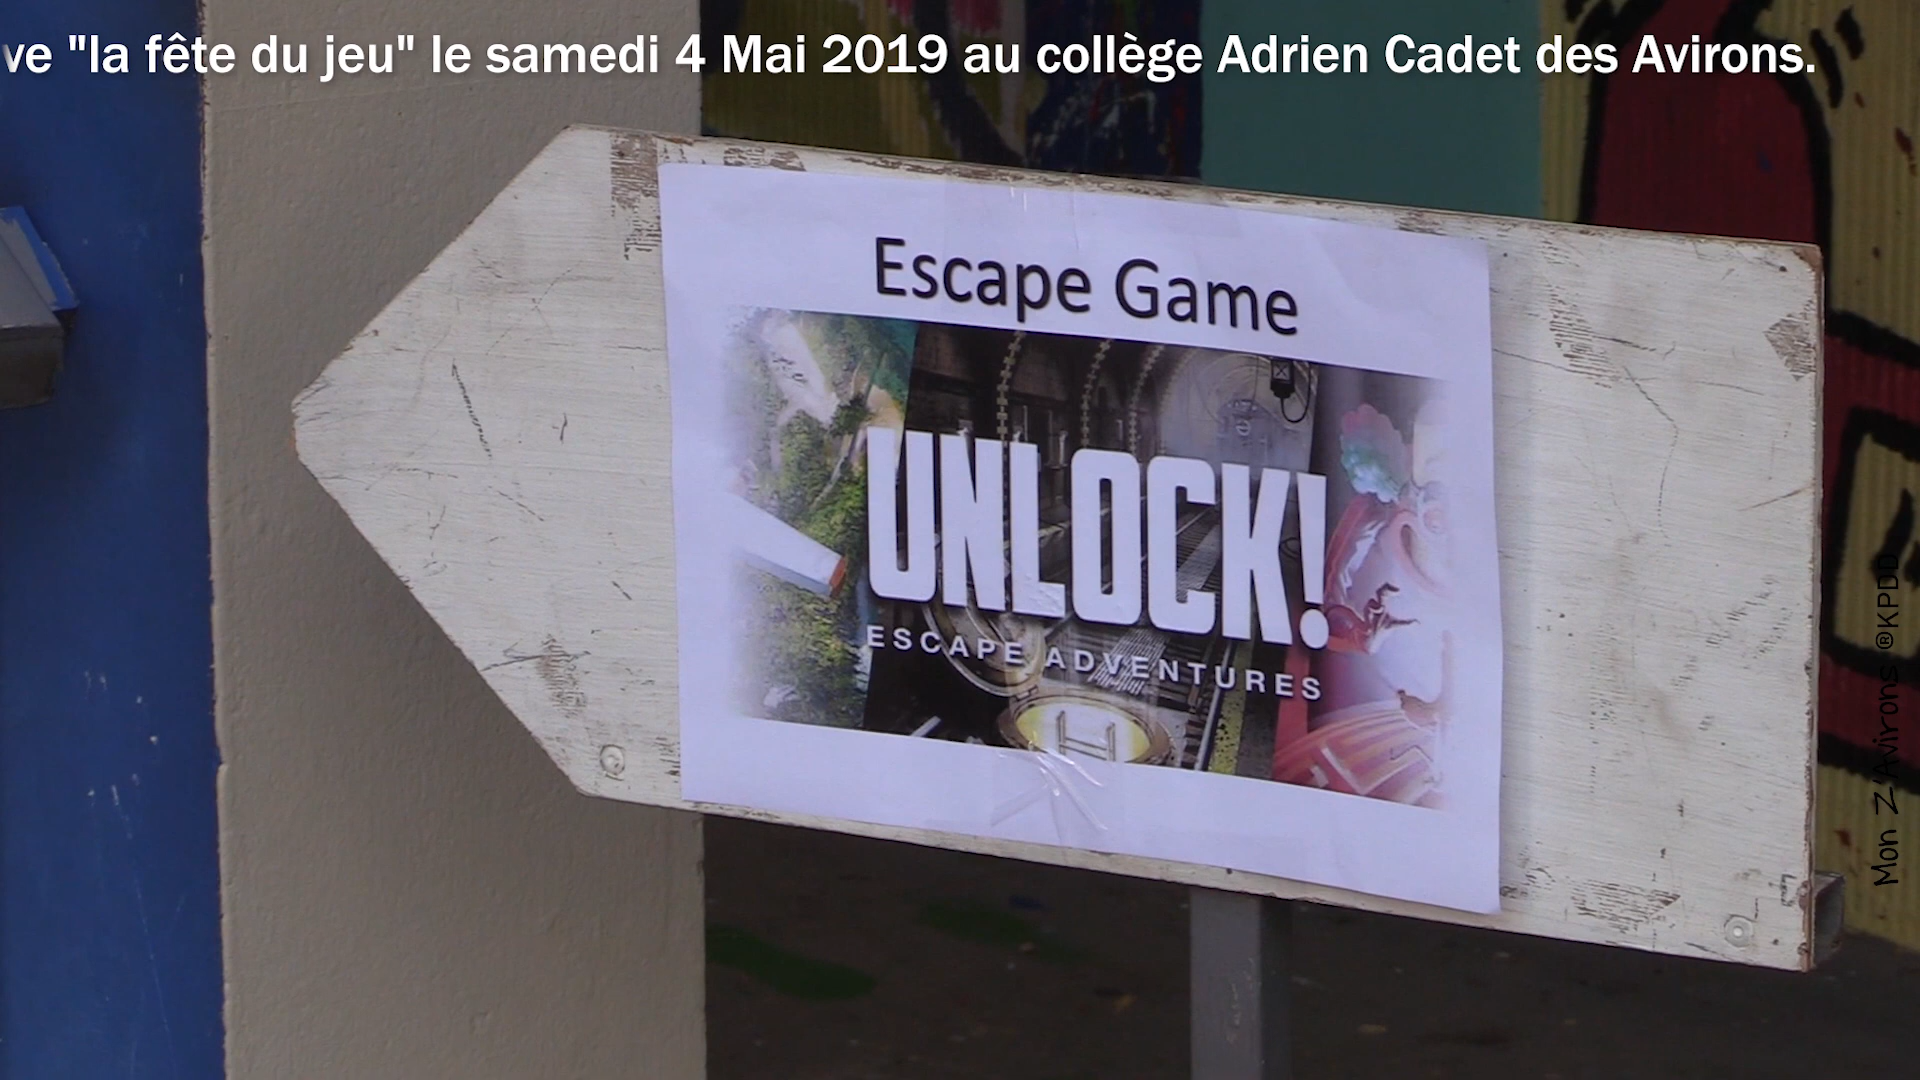 "la fête du jeu" le samedi 4 Mai 2019 au collège Adrien Cadet des Avirons.
Escape Game
UNLOCK!
ESCAPE ADVENTURES
Mon Z'Avirons ®KPDD